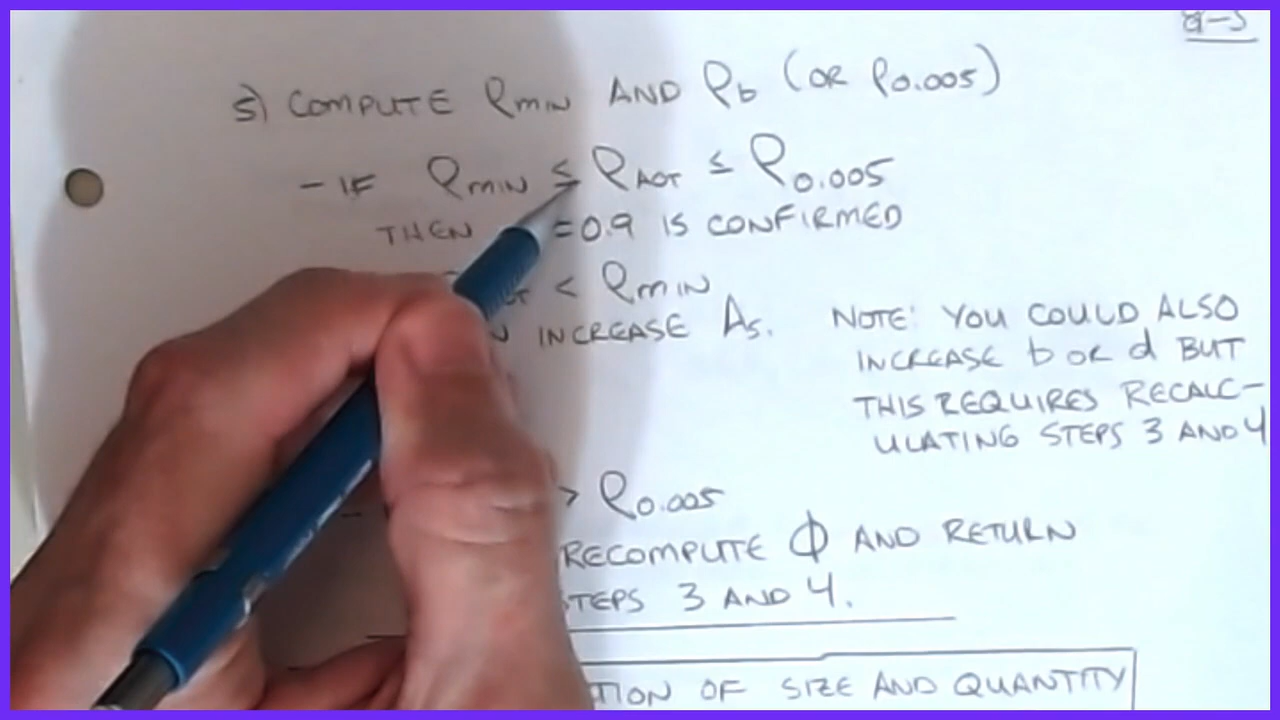 5) COMPUTE ρMIN AND ρb (OR ρ0.005)
- IF ρMIN ≤ ρACT ≤ ρ0.005
THEN =0.9 IS CONFIRMED
< ρMIN
INCREASE As.
NOTE: YOU COULD ALSO
INCREASE b OR d BUT
THIS REQUIRES RECALC-
ULATING STEPS 3 AND 4
> ρ0.005
RECOMPUTE ϕ AND RETURN
STEPS 3 AND 4.
OF SIZE AND QUANTITY